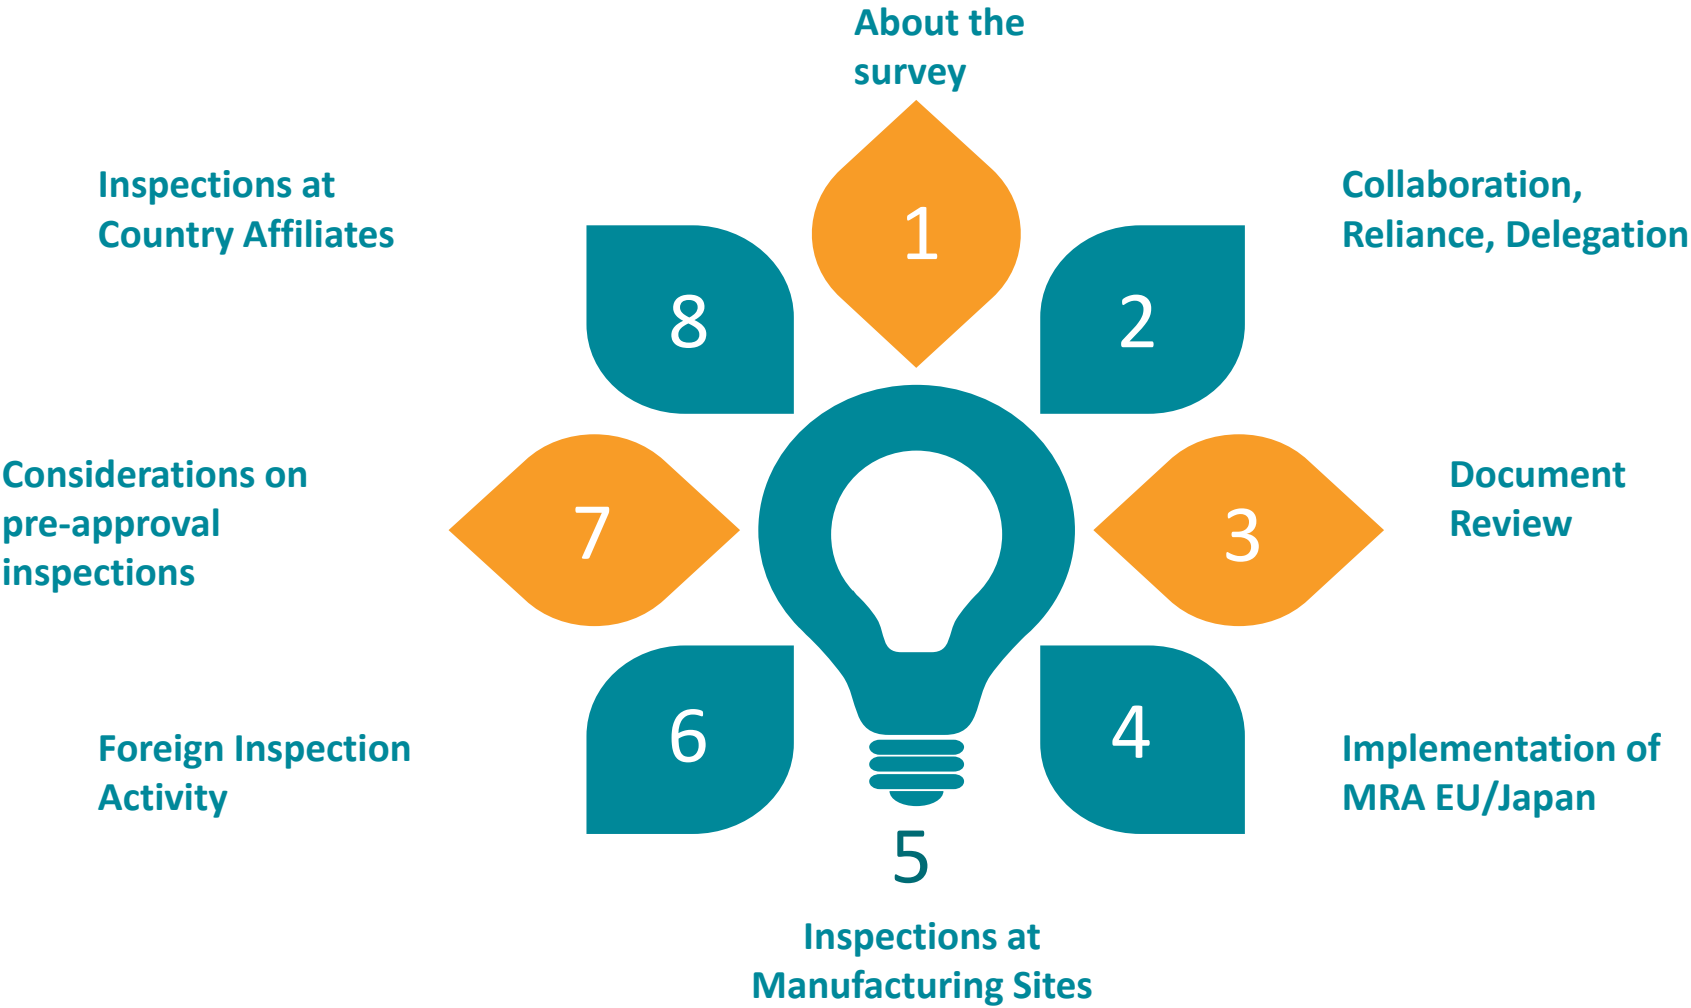 About the
survey
1
Collaboration,
Reliance, Delegation
2
Document
Review
3
Implementation of
MRA EU/Japan
4
5
Inspections at
Manufacturing Sites
6
Foreign Inspection
Activity
7
Considerations on
pre-approval
inspections
8
Inspections at
Country Affiliates